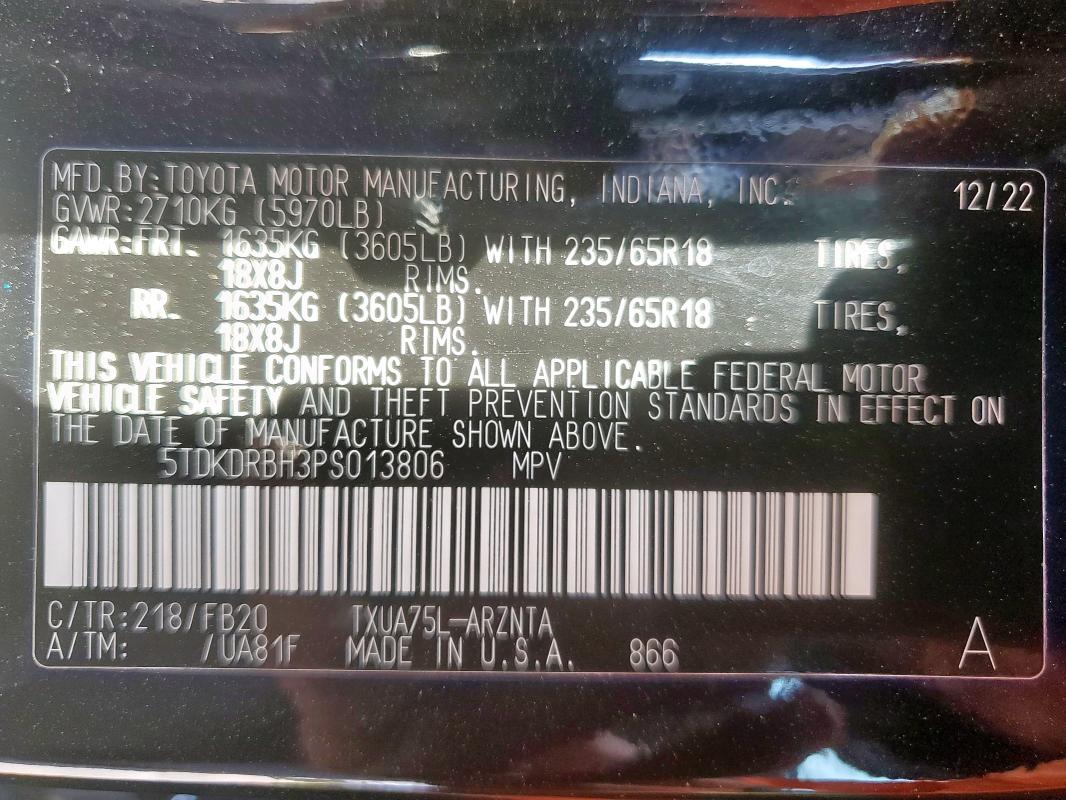 MFD.BY:TOYOTA MOTOR MANUFACTURING, INDIANA, INC. 12/22
GVWR:2710KG (5970LB)
GAWR:FRT. 1635KG (3605LB) WITH 235/65R18 TIRES,
18X8J RIMS.
RR. 1635KG (3605LB) WITH 235/65R18 TIRES,
18X8J RIMS.
THIS VEHICLE CONFORMS TO ALL APPLICABLE FEDERAL MOTOR
VEHICLE SAFETY AND THEFT PREVENTION STANDARDS IN EFFECT ON
THE DATE OF MANUFACTURE SHOWN ABOVE.
5TDKDRBH3PS013806 MPV
C/TR:218/FB20 TXUA75L-ARZNTA
A/TM: /UA81F MADE IN U.S.A. 866 A